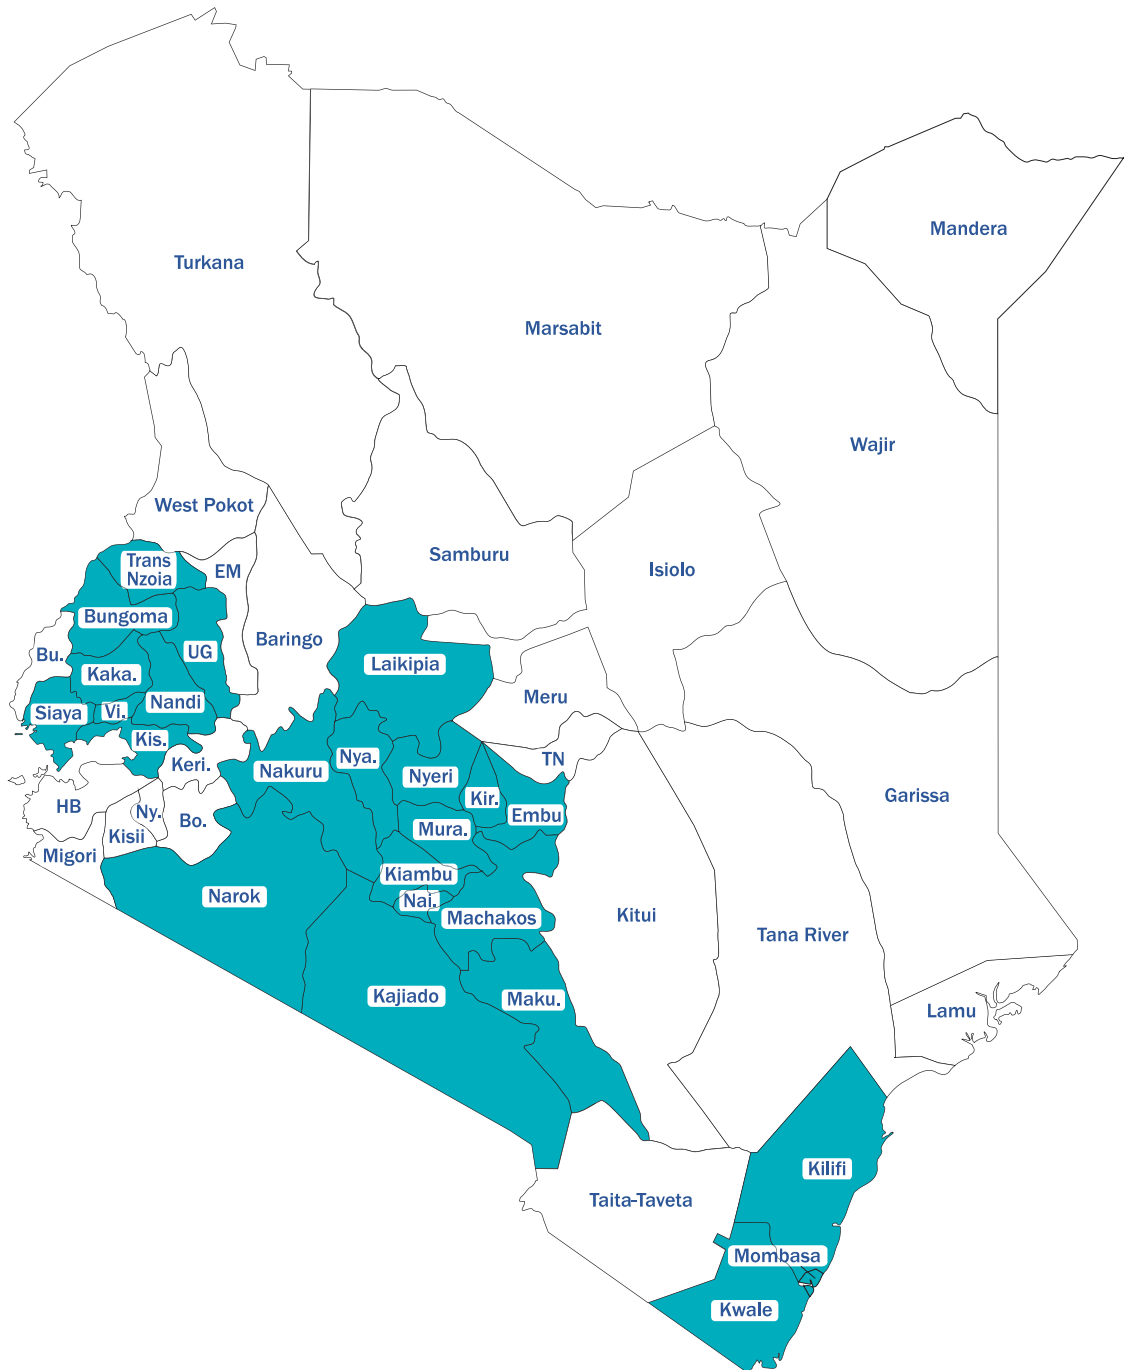 Mandera
Turkana
Marsabit
Wajir
West Pokot
Samburu
Trans
Nzoia
EM
Isiolo
Bungoma
Baringo
UG
Bu.
Laikipia
Kaka.
Meru
Nandi
Siaya
Vi.
Kis.
TN
Nya.
Keri.
Nakuru
Nyeri
Garissa
Kir.
HB
Ny.
Bo.
Embu
Mura.
Kisii
Migori
Kiambu
Narok
Nai.
Machakos
Kitui
Tana River
Kajiado
Maku.
Lamu
Kilifi
Taita-Taveta
Mombasa
Kwale